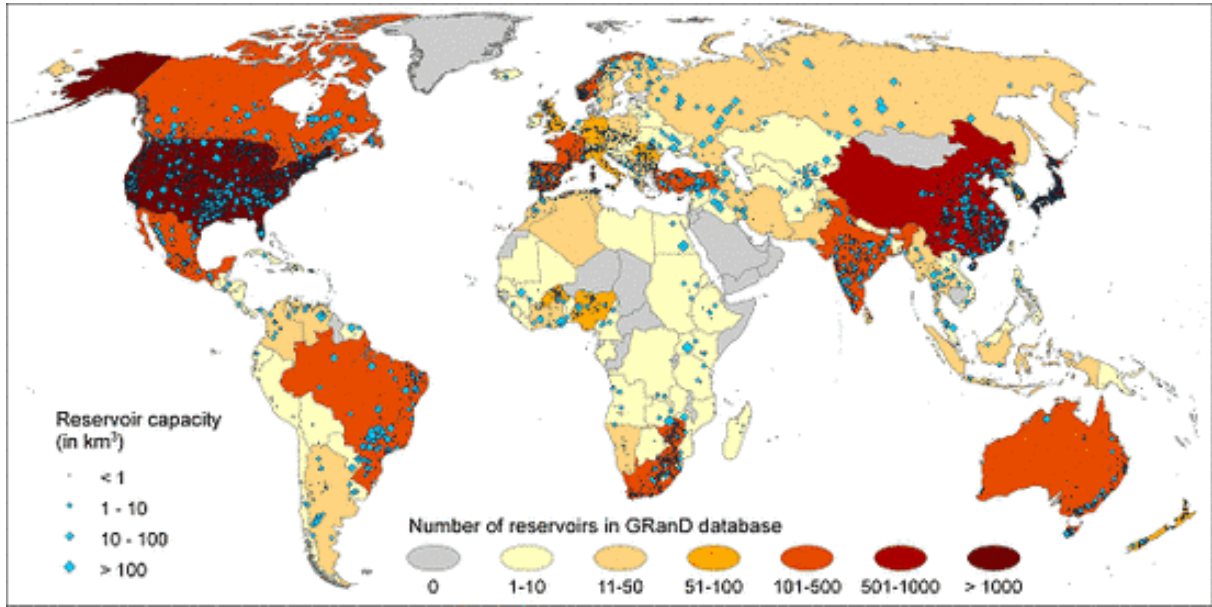 Reservoir capacity
(in km³)
< 1
1 - 10
10 - 100
> 100
Number of reservoirs in GRanD database
0 1-10 11-50 51-100 101-500 501-1000 > 1000